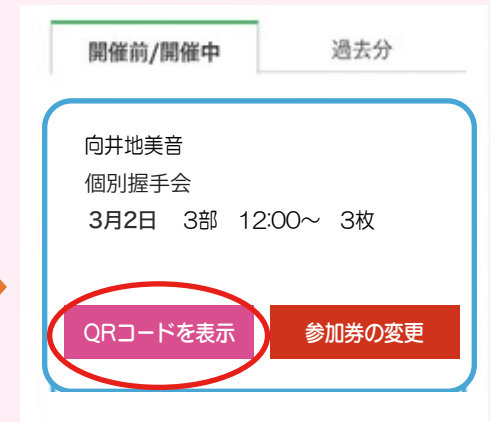 開催前/開催中 過去分
向井地美音
個別握手会
3月2日 3部 12:00〜 3枚
QRコードを表示 参加券の変更